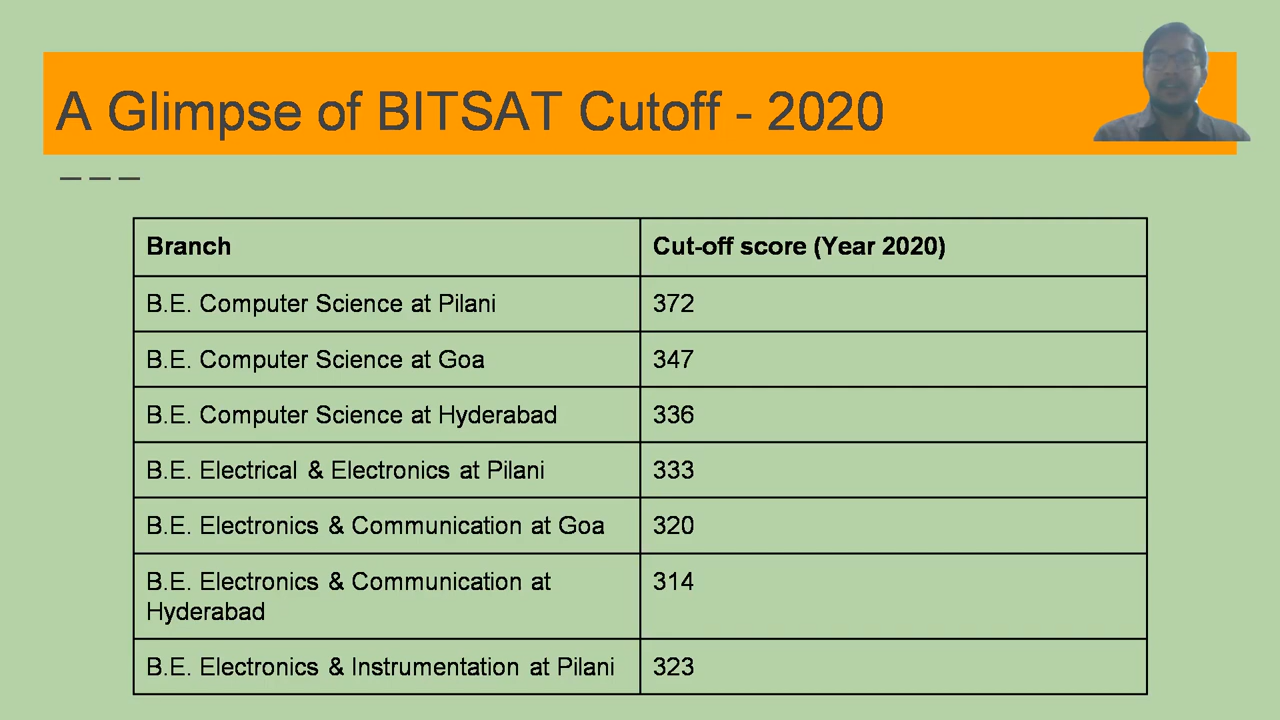 A Glimpse of BITSAT Cutoff - 2020
Branch
Cut-off score (Year 2020)
B.E. Computer Science at Pilani
372
B.E. Computer Science at Goa
347
B.E. Computer Science at Hyderabad
336
B.E. Electrical & Electronics at Pilani
333
B.E. Electronics & Communication at Goa
320
B.E. Electronics & Communication at
Hyderabad
314
B.E. Electronics & Instrumentation at Pilani
323